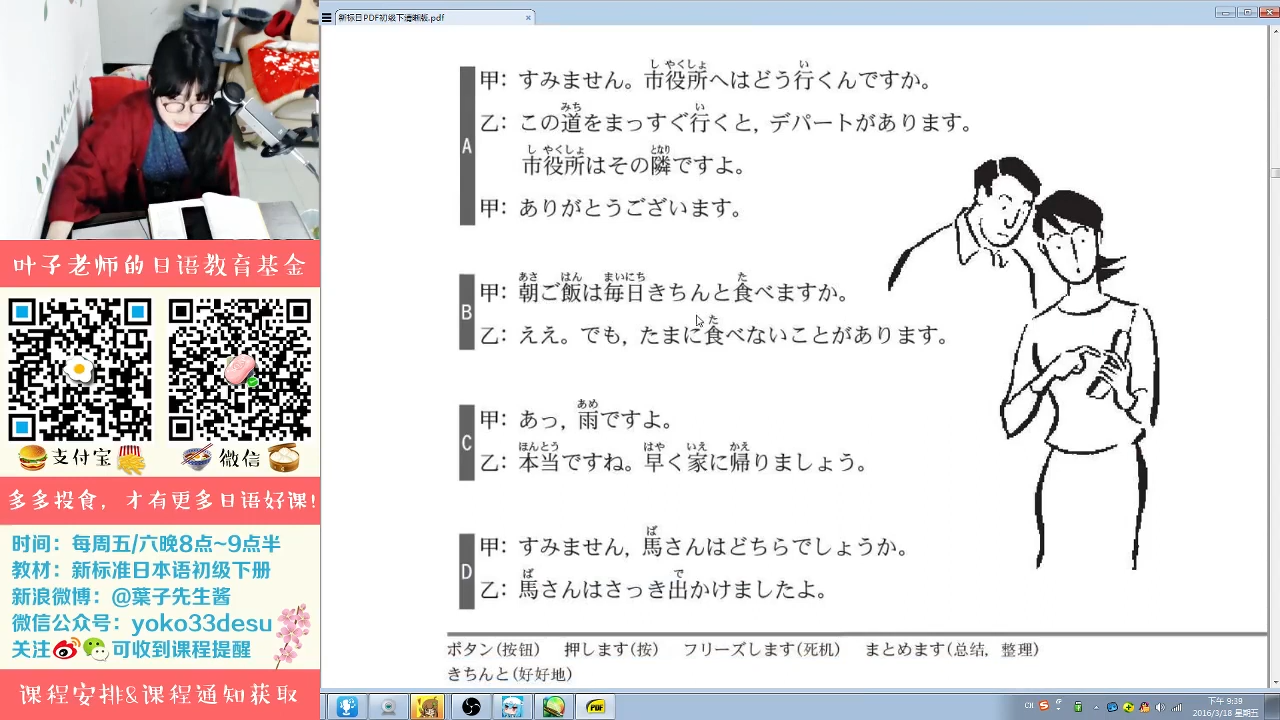 新标日PDF初级下清晰版.pdf
A
甲：すみません。市役所へはどう行くんですか。
乙：この道をまっすぐ行くと，デパートがあります。
市役所はその隣ですよ。
甲：ありがとうございます。
B
甲：朝ご飯は毎日きちんと食べますか。
乙：ええ。でも，たまに食べないことがあります。
C
甲：あっ，雨ですよ。
乙：本当ですね。早く家に帰りましょう。
D
甲：すみません，馬さんはどちらでしょうか。
乙：馬さんはさっき出かけましたよ。
ボタン(按钮)　押します(按)　フリーズします(死机)　まとめます(总结，整理)
きちんと(好好地)
叶子老师的日语教育基金
支付宝 微信
多多投食，才有更多日语好课!
时间：每周五/六晚8点~9点半
教材：新标准日本语初级下册
新浪微博：@葉子先生酱
微信公众号：yoko33desu
关注 可收到课程提醒
课程安排&课程通知获取
PDF
CH
下午 9:39
2016/3/18 星期五